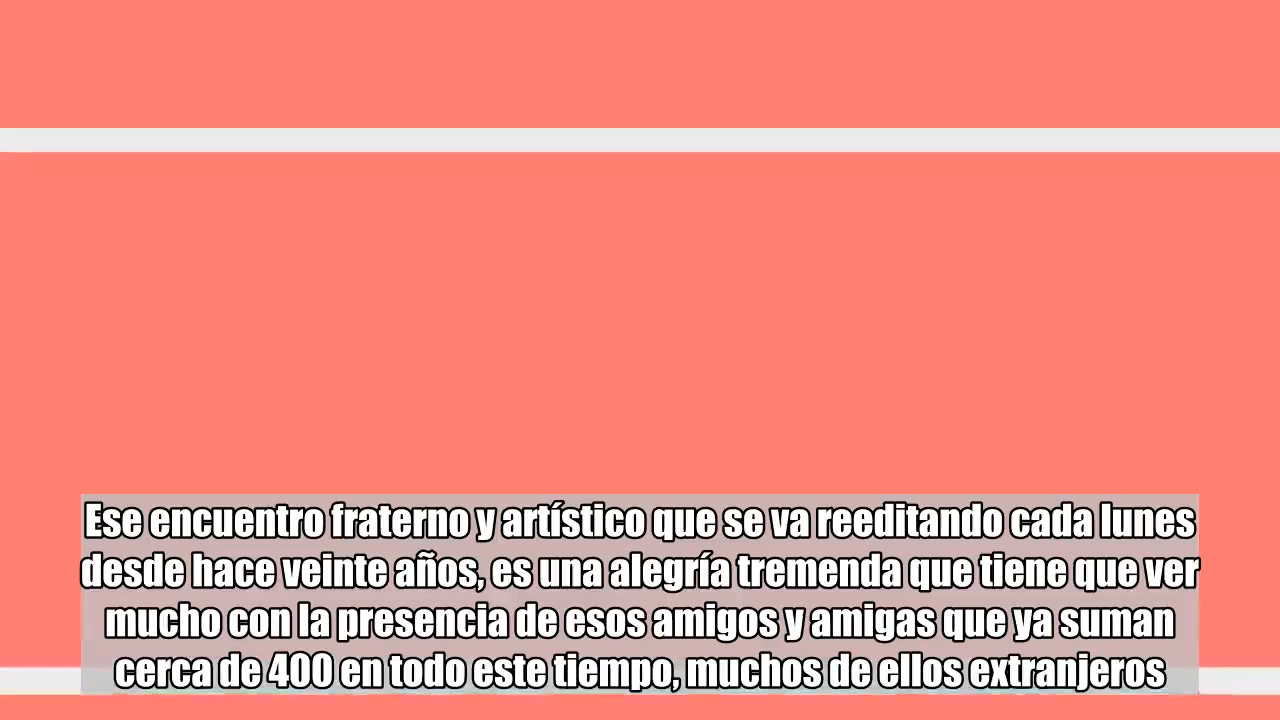 Ese encuentro fraterno y artístico que se va reeditando cada lunes
desde hace veinte años, es una alegría tremenda que tiene que ver
mucho con la presencia de esos amigos y amigas que ya suman
cerca de 400 en todo este tiempo, muchos de ellos extranjeros